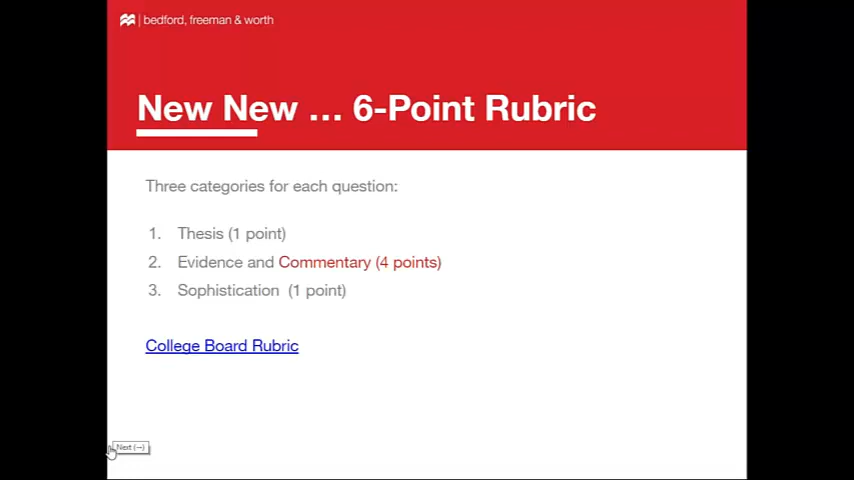 bedford, freeman & worth
New New ... 6-Point Rubric
Three categories for each question:
1. Thesis (1 point)
2. Evidence and Commentary (4 points)
3. Sophistication (1 point)
College Board Rubric
Next (→)